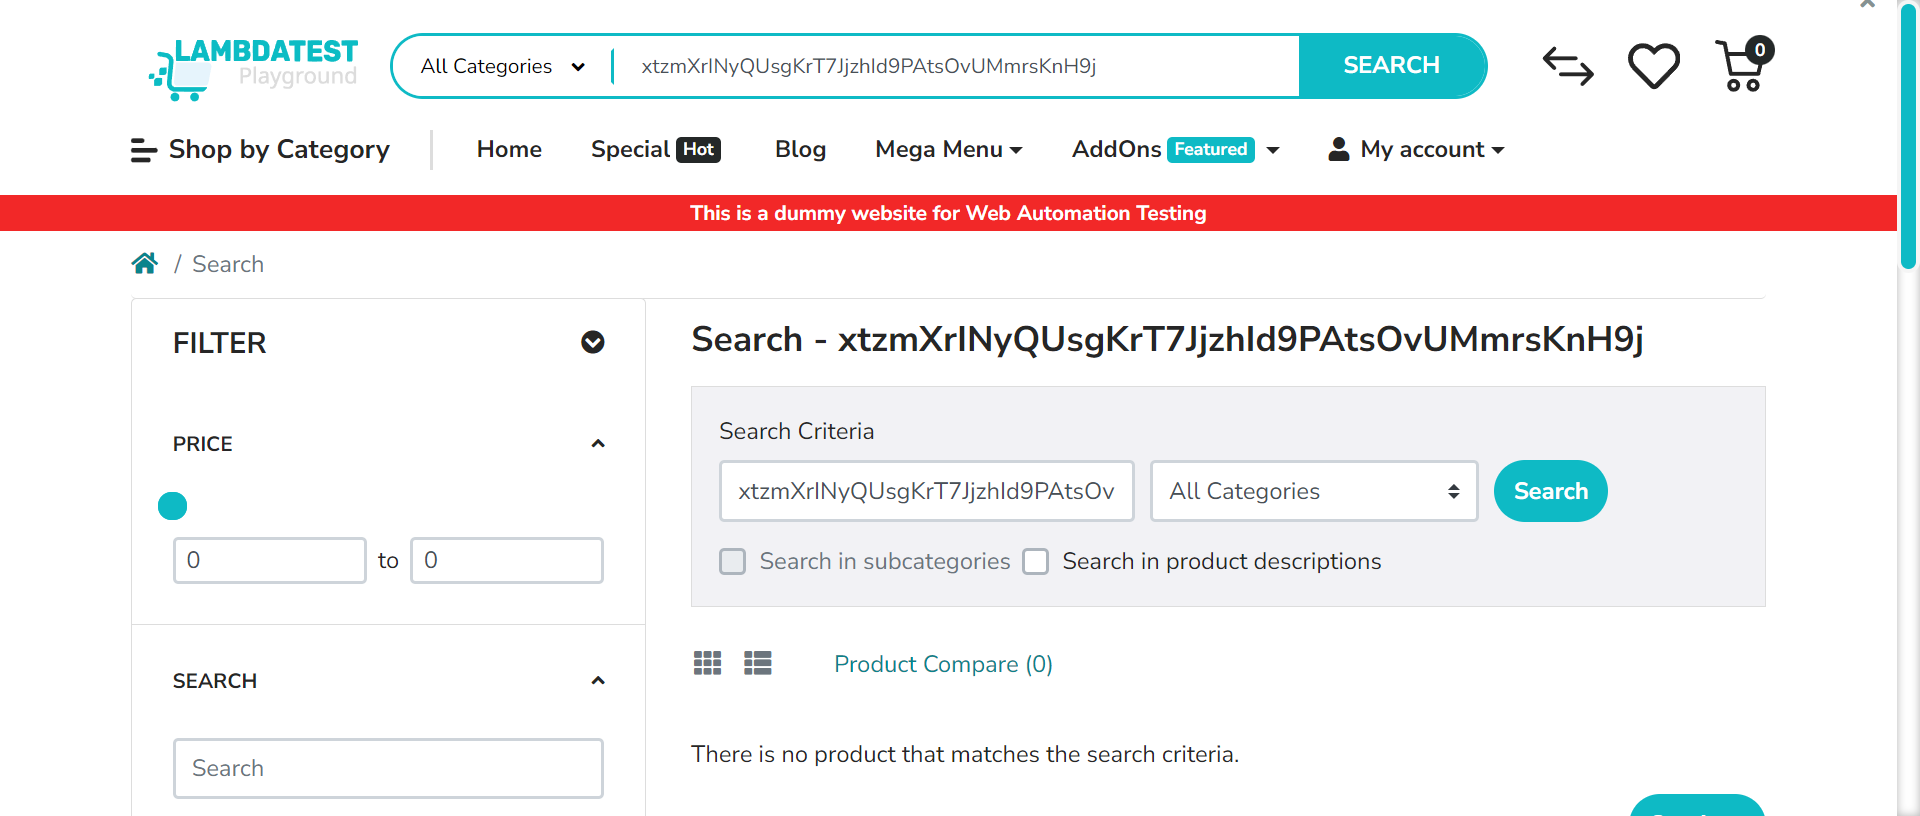 LAMBDATEST
Playground
All Categories
xtzmXrINyQUsgKrT7JjzhId9PAtsOvUMmrsKnH9j
SEARCH
0
Shop by Category
Home
Special Hot
Blog
Mega Menu
AddOns Featured
My account
This is a dummy website for Web Automation Testing
/ Search
FILTER
PRICE
0 to 0
SEARCH
Search
Search - xtzmXrINyQUsgKrT7JjzhId9PAtsOvUMmrsKnH9j
Search Criteria
xtzmXrINyQUsgKrT7JjzhId9PAtsOv
All Categories
Search
Search in subcategories
Search in product descriptions
Product Compare (0)
There is no product that matches the search criteria.